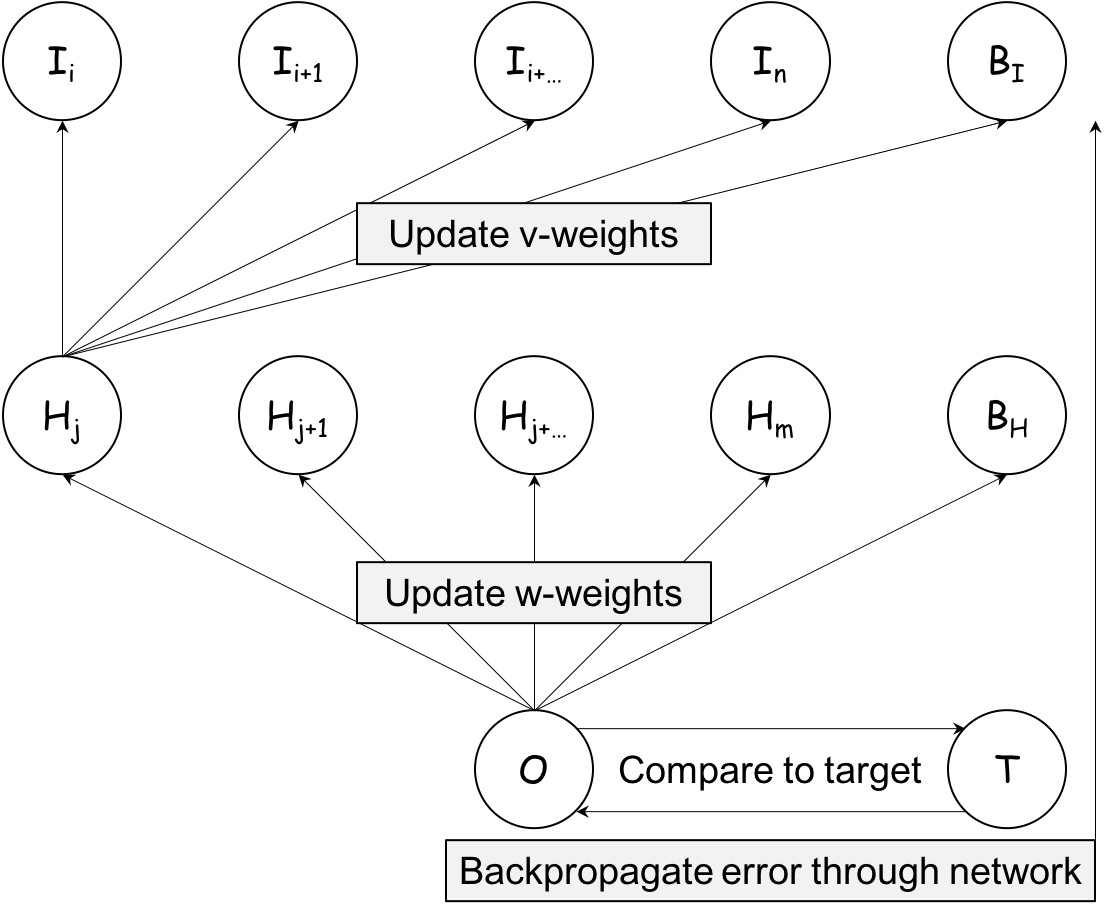 I_i I_{i+1} I_{i+...} I_n B_I
Update v-weights
H_j H_{j+1} H_{j+...} H_m B_H
Update w-weights
O Compare to target T
Backpropagate error through network